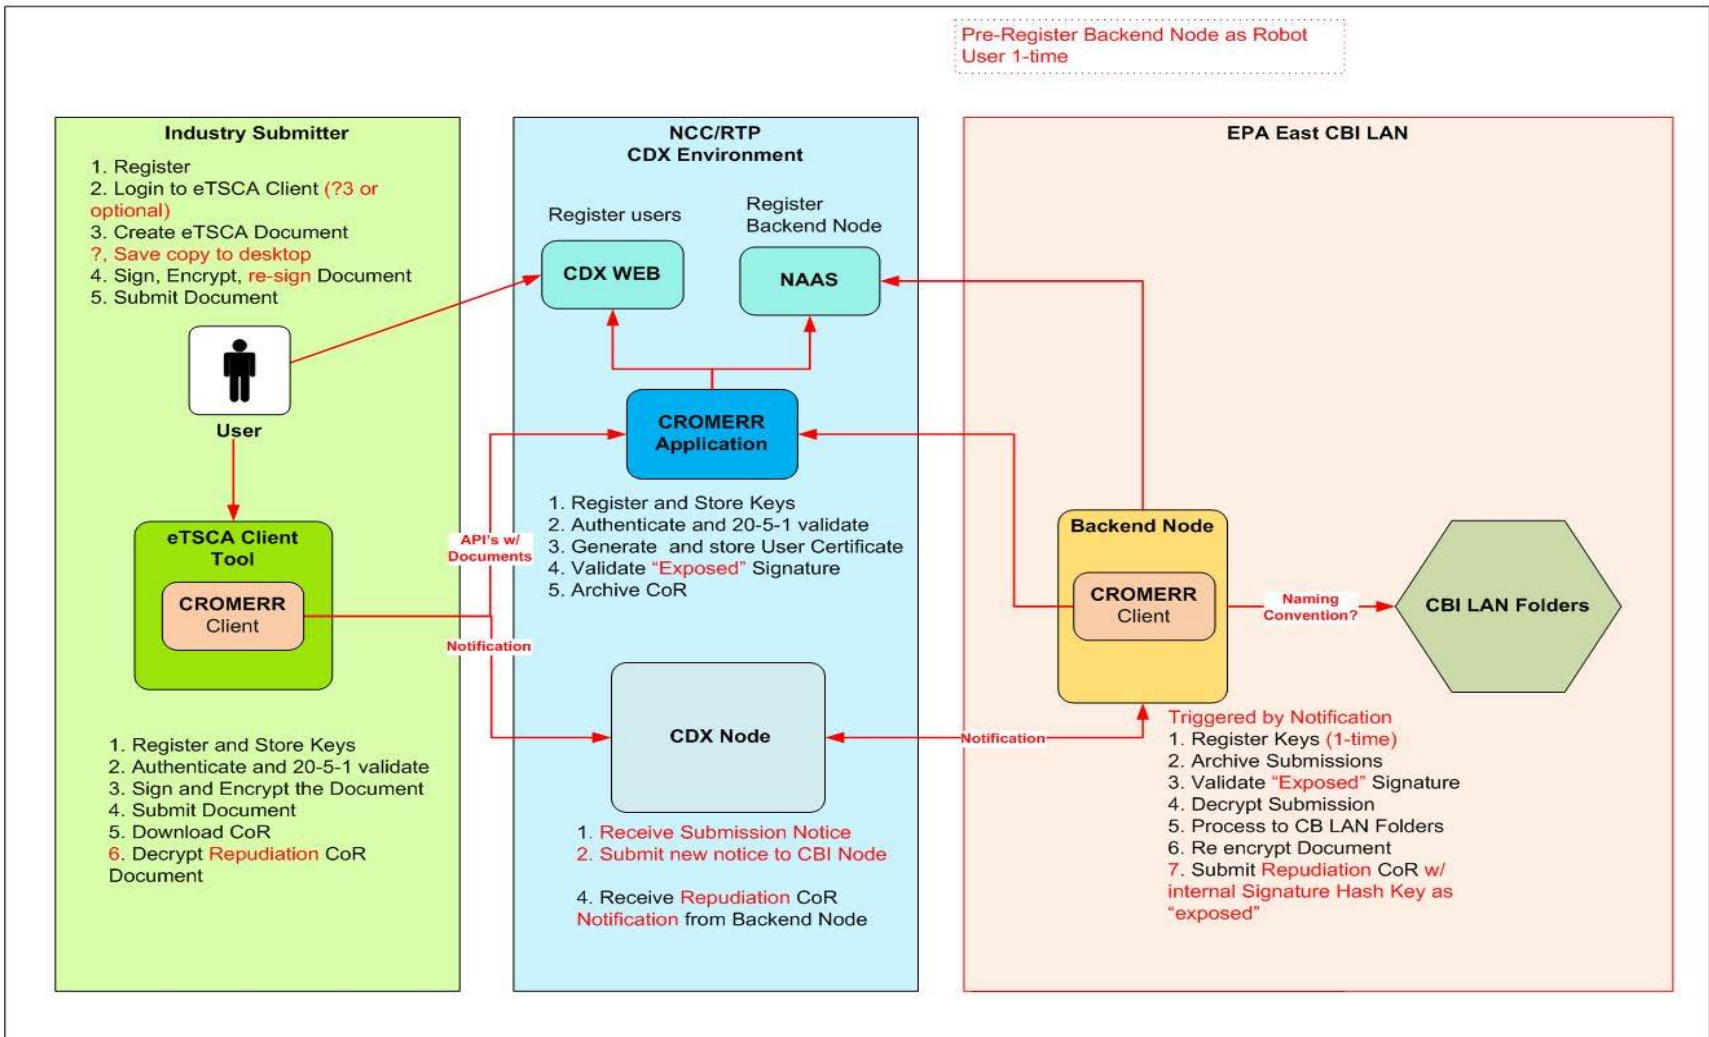 Pre-Register Backend Node as Robot
User 1-time
Industry Submitter
1. Register
2. Login to eTSCA Client (?3 or
optional)
3. Create eTSCA Document
?, Save copy to desktop
4. Sign, Encrypt, re-sign Document
5. Submit Document
User
eTSCA Client
Tool
CROMERR
Client
1. Register and Store Keys
2. Authenticate and 20-5-1 validate
3. Sign and Encrypt the Document
4. Submit Document
5. Download CoR
6. Decrypt Repudiation CoR
Document
API's w/
Documents
Notification
NCC/RTP
CDX Environment
Register users
Register
Backend Node
CDX WEB
NAAS
CROMERR
Application
1. Register and Store Keys
2. Authenticate and 20-5-1 validate
3. Generate and store User Certificate
4. Validate “Exposed” Signature
5. Archive CoR
CDX Node
1. Receive Submission Notice
2. Submit new notice to CBI Node
4. Receive Repudiation CoR
Notification from Backend Node
Notification
EPA East CBI LAN
Backend Node
CROMERR
Client
Naming
Convention?
CBI LAN Folders
Triggered by Notification
1. Register Keys (1-time)
2. Archive Submissions
3. Validate “Exposed” Signature
4. Decrypt Submission
5. Process to CB LAN Folders
6. Re encrypt Document
7. Submit Repudiation CoR w/
internal Signature Hash Key as
“exposed”